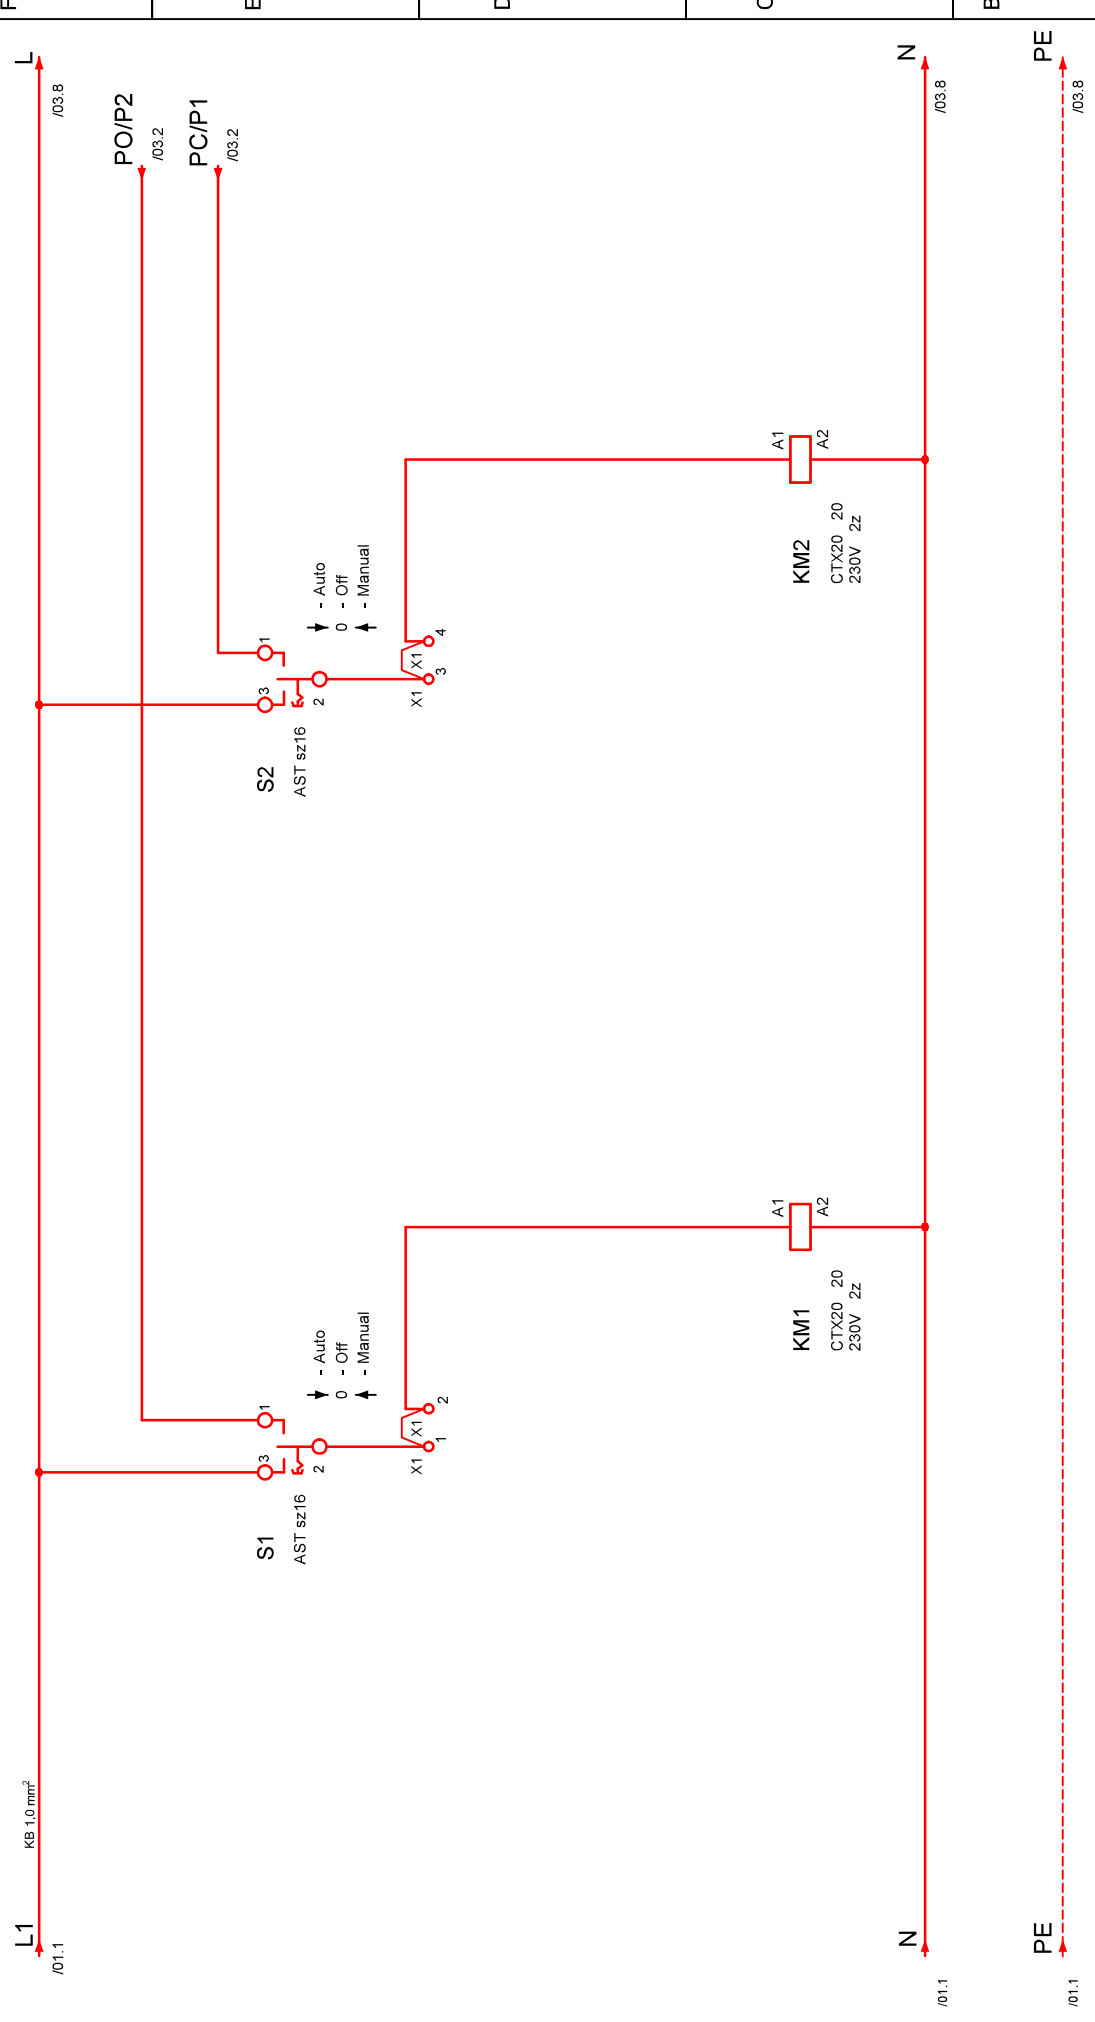 L1
/01.1
KB 1,0 mm²
L
/03.8
F
PO/P2
/03.2
PC/P1
/03.2
E
S1
AST sz16
3
1
2
- Auto
0 - Off
- Manual
X1
X1
1
2
S2
AST sz16
3
1
2
- Auto
0 - Off
- Manual
X1
X1
3
4
D
C
KM1
CTX20 20
230V 2z
A1
A2
KM2
CTX20 20
230V 2z
A1
A2
N
/01.1
N
/03.8
B
PE
/01.1
PE
/03.8